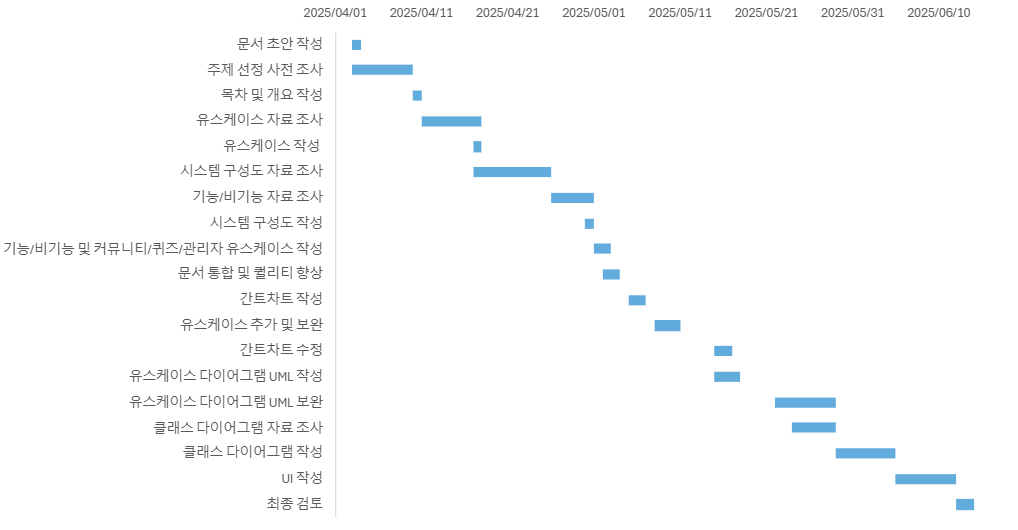 2025/04/01 2025/04/11 2025/04/21 2025/05/01 2025/05/11 2025/05/21 2025/05/31 2025/06/10
문서 초안 작성
주제 선정 사전 조사
목차 및 개요 작성
유스케이스 자료 조사
유스케이스 작성
시스템 구성도 자료 조사
기능/비기능 자료 조사
시스템 구성도 작성
기능/비기능 및 커뮤니티/퀴즈/관리자 유스케이스 작성
문서 통합 및 퀄리티 향상
간트차트 작성
유스케이스 추가 및 보완
간트차트 수정
유스케이스 다이어그램 UML 작성
유스케이스 다이어그램 UML 보완
클래스 다이어그램 자료 조사
클래스 다이어그램 작성
UI 작성
최종 검토